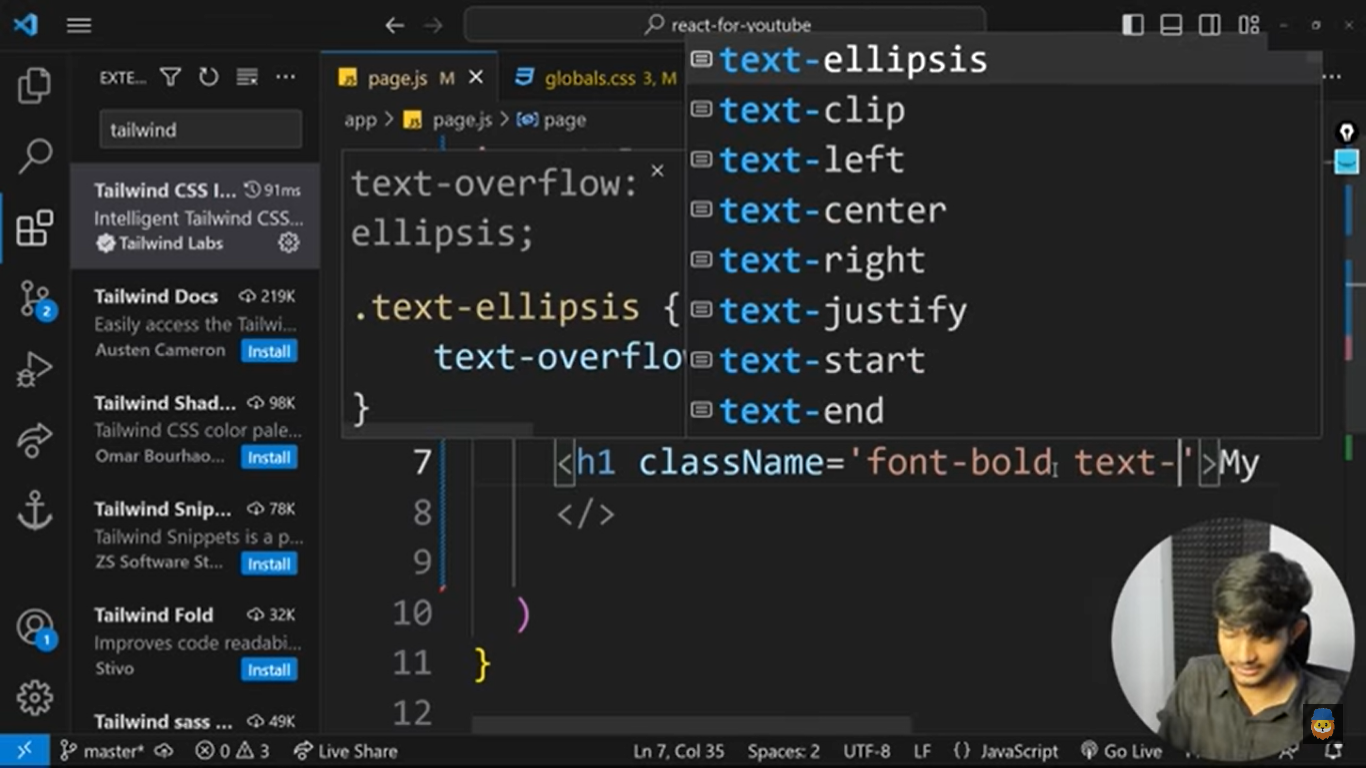 react-for-youtube
EXTE...
tailwind
Tailwind CSS I... 91ms
Intelligent Tailwind CSS...
Tailwind Labs
Tailwind Docs 219K
Easily access the Tailwi...
Austen Cameron Install
Tailwind Shad... 98K
Tailwind CSS color pale...
Omar Bourhao... Install
Tailwind Snip... 78K
Tailwind Snippets is a p...
ZS Software St... Install
Tailwind Fold 32K
Improves code readabi...
Stivo Install
Tailwind sass ... 49K
2
1
page.js M
globals.css 3, M
app > page.js > page
text-overflow:
ellipsis;
.text-ellipsis {
text-overflo
}
text-ellipsis
text-clip
text-left
text-center
text-right
text-justify
text-start
text-end
7 <h1 className='font-bold text-'>My
8 </>
9
10 )
11 }
12
master* 0 3 Live Share Ln 7, Col 35 Spaces: 2 UTF-8 LF {} JavaScript Go Live